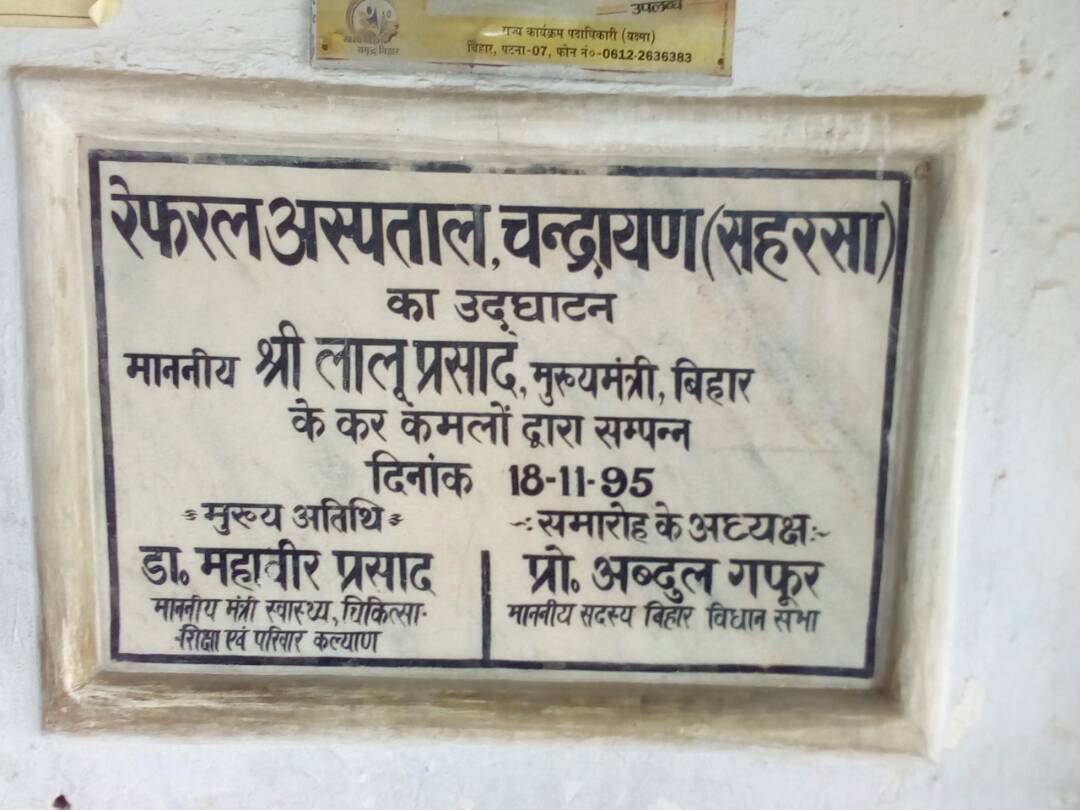 उपलब्ध
राज्य कार्यक्रम पदाधिकारी (यक्ष्मा)
समृद्ध बिहार
बिहार, पटना-07, फोन नं०-0612-2636383
रेफरल अस्पताल, चन्द्रायण (सहरसा)
का उद्घाटन
माननीय श्री लालू प्रसाद, मुख्यमंत्री, बिहार
के कर कमलों द्वारा सम्पन्न
दिनांक 18-11-95
मुख्य अतिथि
डा० महावीर प्रसाद
माननीय मंत्री स्वास्थ्य, चिकित्सा-
शिक्षा एवं परिवार कल्याण
-: समारोह के अध्यक्ष:-
प्रो० अब्दुल गफूर
माननीय सदस्य बिहार विधान सभा